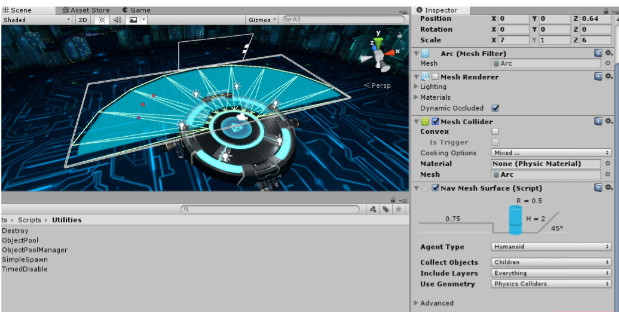 Scene Asset Store Game
Shaded 2D Gizmos All
y
z
x
Persp
ts Scripts Utilities
Destroy
ObjectPool
ObjectPoolManager
SimpleSpawn
TimedDisable
Inspector
Position X 0 Y 0 Z 0.64
Rotation X 0 Y 0 Z 0
Scale X 7 Y 1 Z 6
Arc (Mesh Filter)
Mesh Arc
Mesh Renderer
Lighting
Materials
Dynamic Occluded
Mesh Collider
Convex
Is Trigger
Cooking Options Mixed ...
Material None (Physic Material)
Mesh Arc
Nav Mesh Surface (Script)
R = 0.5
0.75 H = 2
45°
Agent Type Humanoid
Collect Objects Children
Include Layers Everything
Use Geometry Physics Colliders
Advanced